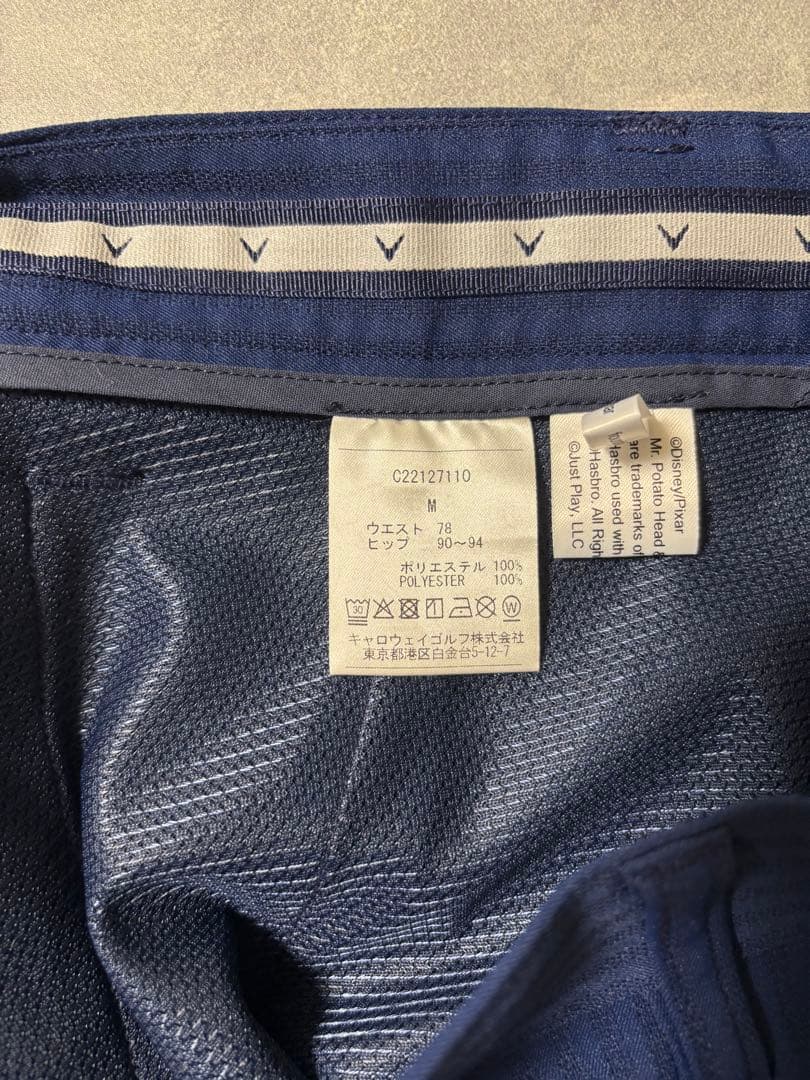 C22127110
M
ウエスト 78
ヒップ 90～94
ポリエステル 100%
POLYESTER 100%
30
W
キャロウェイゴルフ株式会社
東京都港区白金台5-12-7
©Disney/Pixar
Mr. Potato Head &
are trademarks of
Hasbro used with
Hasbro. All Righ
©Just Play, LLC